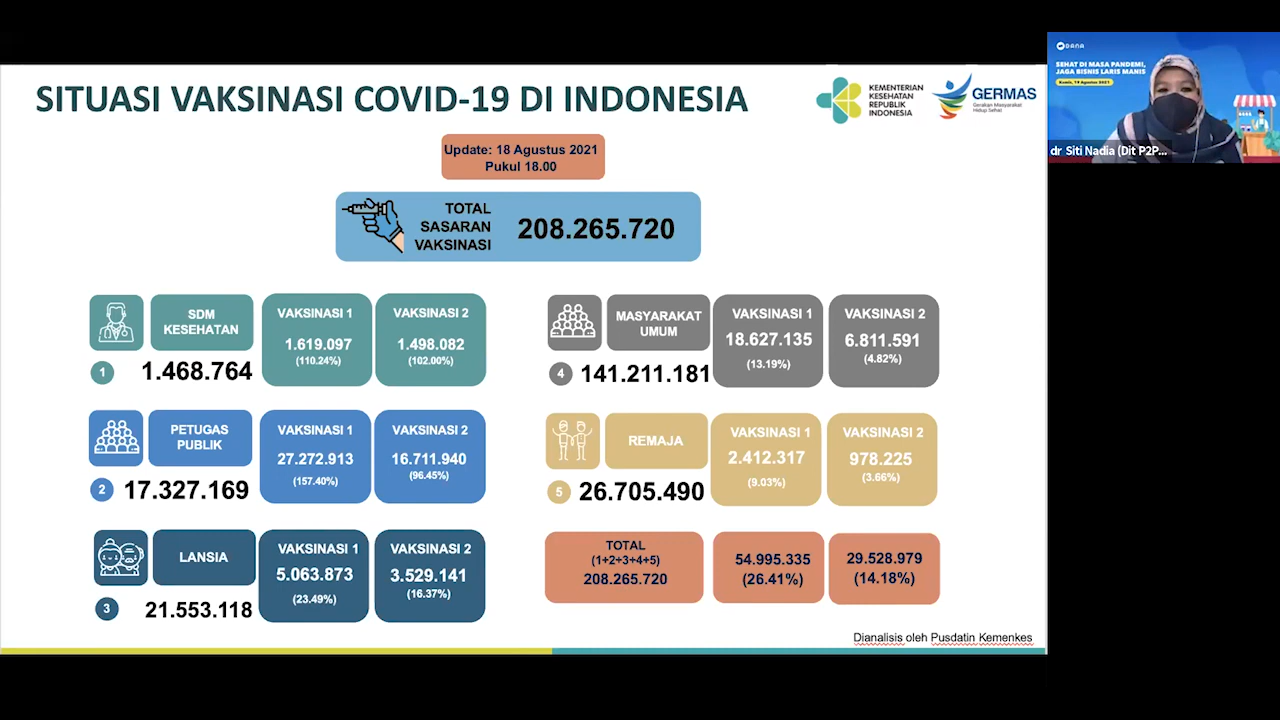 SITUASI VAKSINASI COVID-19 DI INDONESIA
KEMENTERIAN
KESEHATAN
REPUBLIK
INDONESIA
GERMAS
Gerakan Masyarakat
Hidup Sehat
DANA
SEHAT DI MASA PANDEMI,
JAGA BISNIS LARIS MANIS
Kamis, 19 Agustus 2021
dr Siti Nadia (Dit P2P...
Update: 18 Agustus 2021
Pukul 18.00
TOTAL
SASARAN
VAKSINASI
208.265.720
SDM
KESEHATAN
VAKSINASI 1
1.619.097
(110.24%)
VAKSINASI 2
1.498.082
(102.00%)
1
1.468.764
PETUGAS
PUBLIK
VAKSINASI 1
27.272.913
(157.40%)
VAKSINASI 2
16.711.940
(96.45%)
2
17.327.169
LANSIA
VAKSINASI 1
5.063.873
(23.49%)
VAKSINASI 2
3.529.141
(16.37%)
3
21.553.118
MASYARAKAT
UMUM
VAKSINASI 1
18.627.135
(13.19%)
VAKSINASI 2
6.811.591
(4.82%)
4
141.211.181
REMAJA
VAKSINASI 1
2.412.317
(9.03%)
VAKSINASI 2
978.225
(3.66%)
5
26.705.490
TOTAL
(1+2+3+4+5)
208.265.720
54.995.335
(26.41%)
29.528.979
(14.18%)
Dianalisis oleh Pusdatin Kemenkes